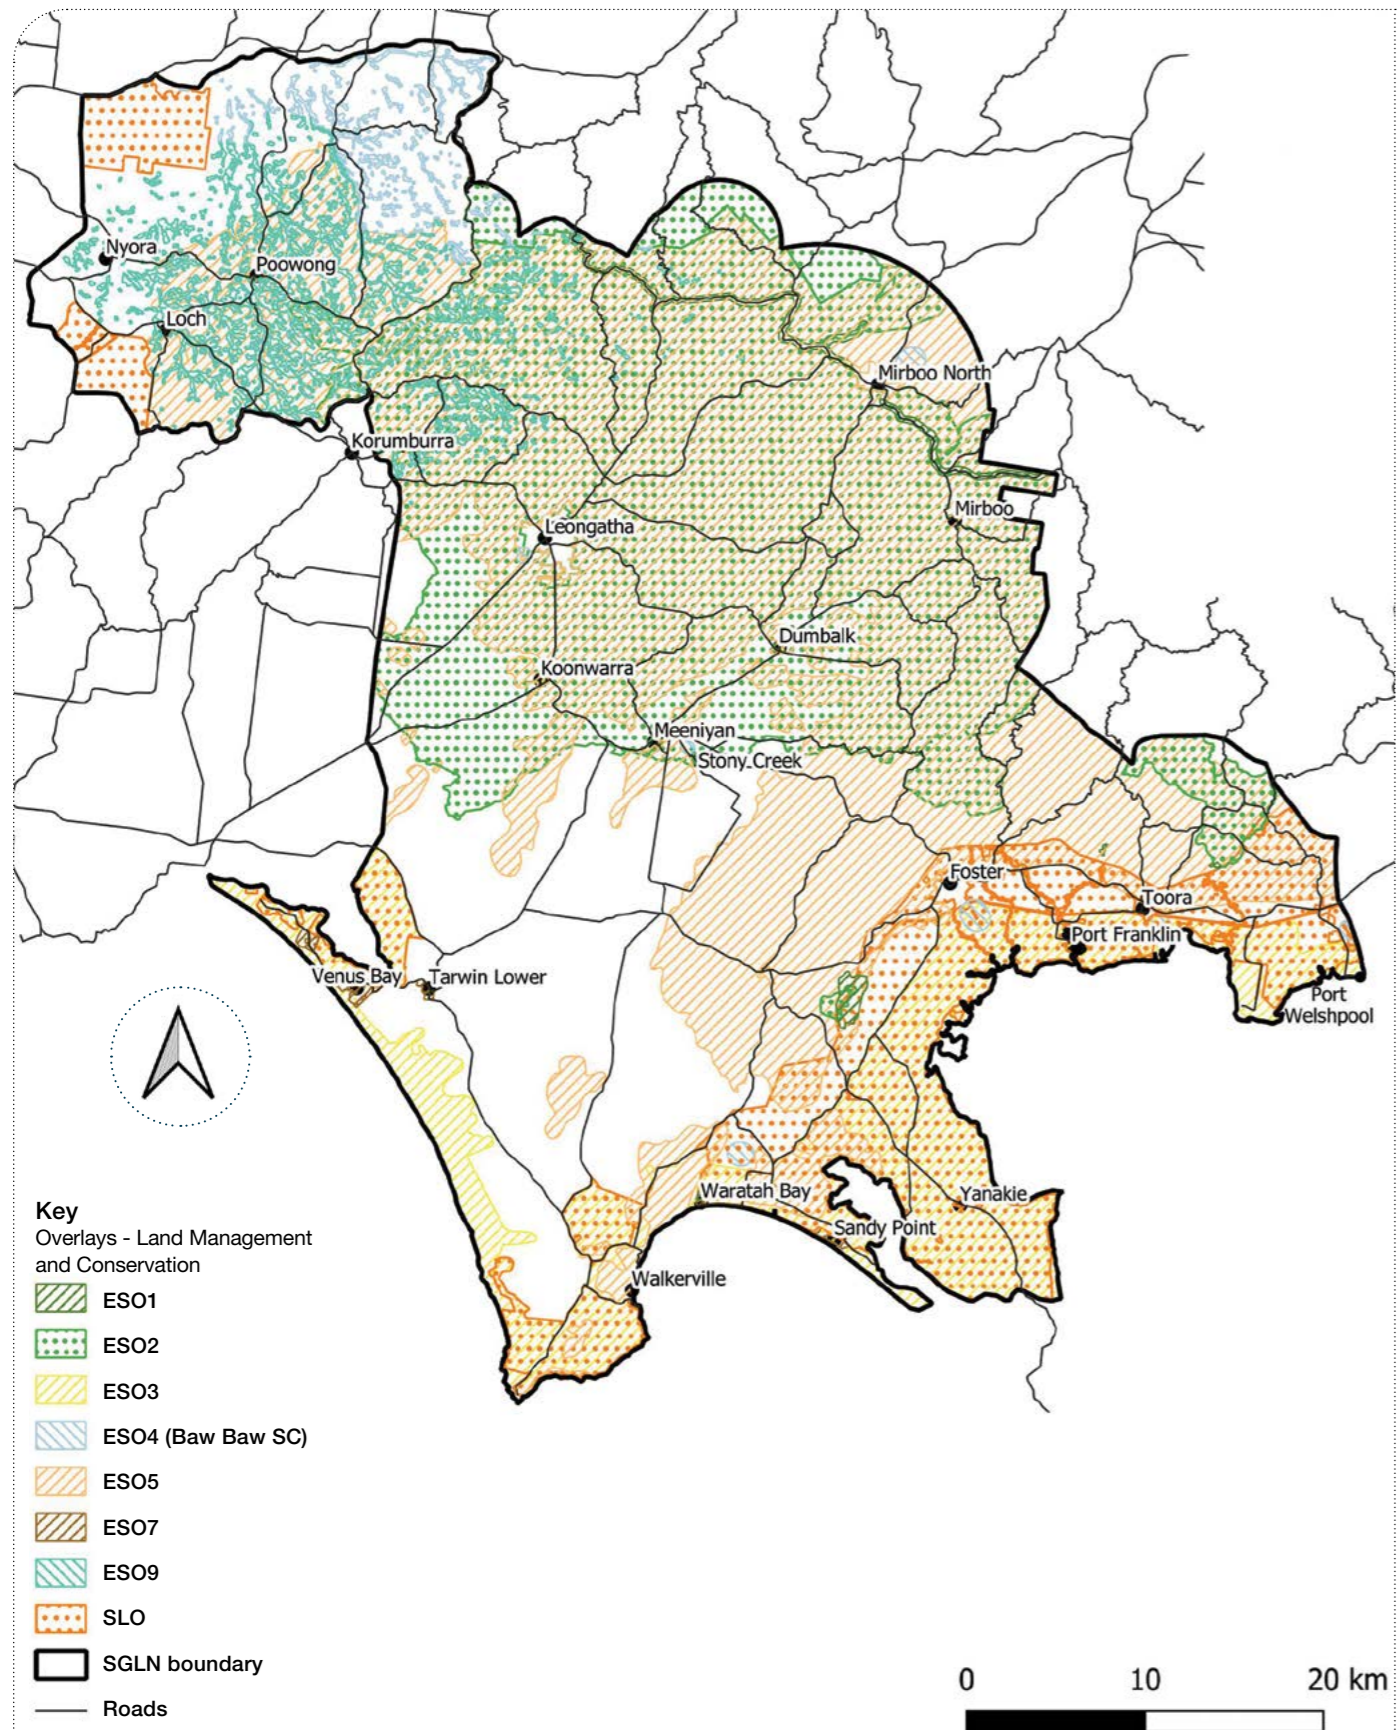 Nyora
Poowong
Loch
Mirboo North
Korumburra
Mirboo
Leongatha
Dumbalk
Koonwarra
Meeniyan
Stony Creek
Foster
Toora
Port Franklin
Venus Bay
Tarwin Lower
Port
Welshpool
Waratah Bay
Yanakie
Sandy Point
Walkerville
Key
Overlays - Land Management
and Conservation
ESO1
ESO2
ESO3
ESO4 (Baw Baw SC)
ESO5
ESO7
ESO9
SLO
SGLN boundary
Roads
0 10 20 km